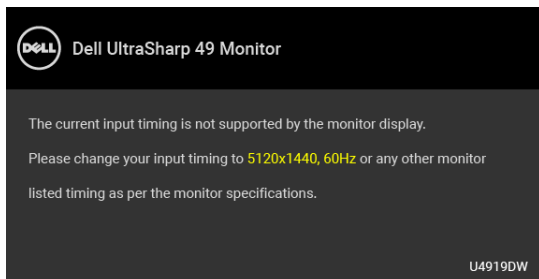 DELL
Dell UltraSharp 49 Monitor
The current input timing is not supported by the monitor display.
Please change your input timing to 5120x1440, 60Hz or any other monitor
listed timing as per the monitor specifications.
U4919DW